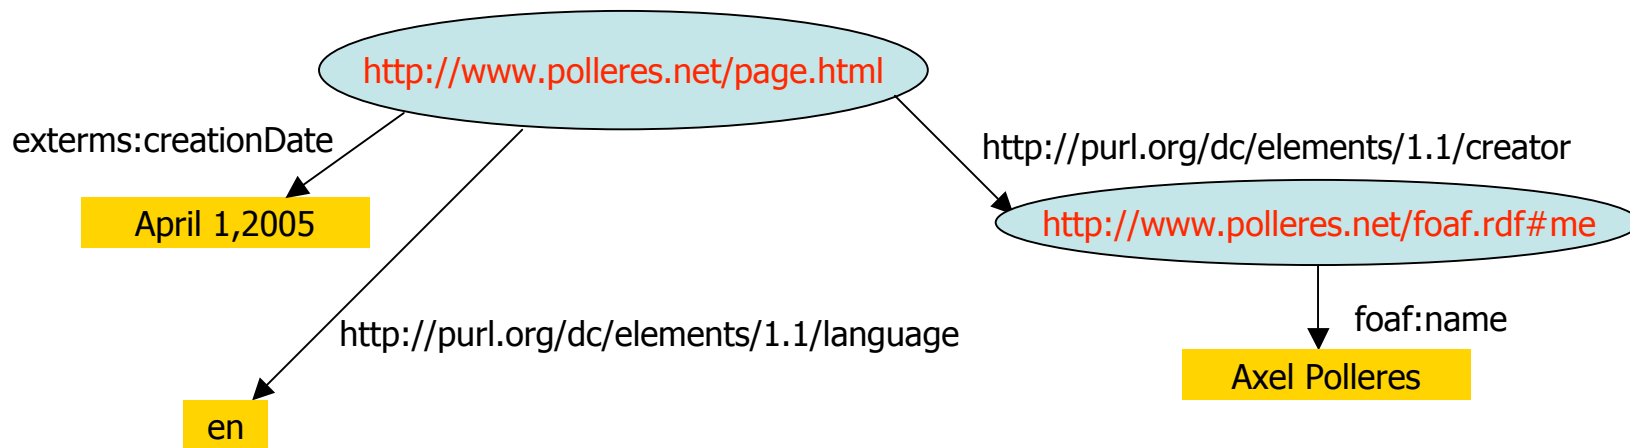 http://www.polleres.net/page.html
exterms:creationDate
http://purl.org/dc/elements/1.1/creator
April 1,2005
http://www.polleres.net/foaf.rdf#me
http://purl.org/dc/elements/1.1/language
foaf:name
Axel Polleres
en